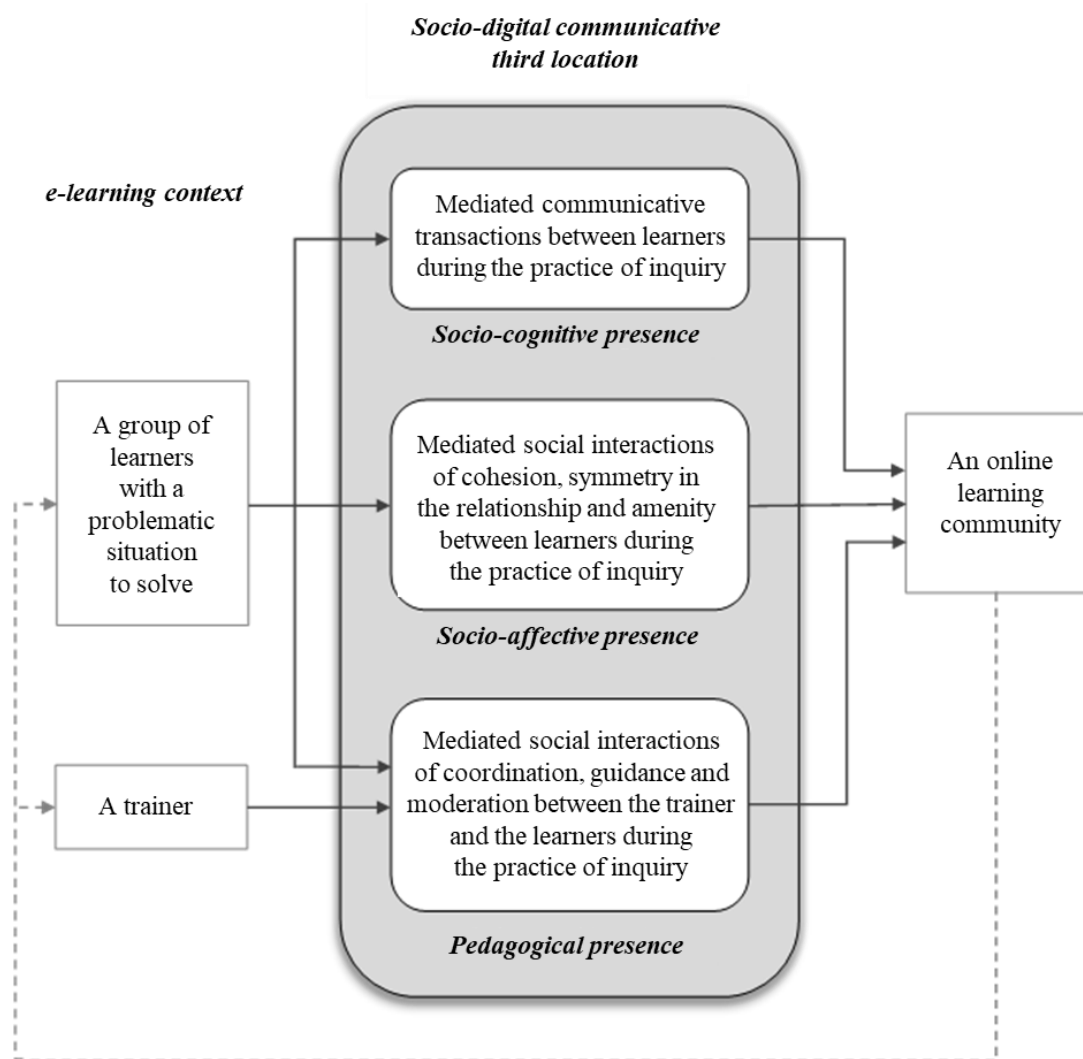 Socio-digital communicative
third location
e-learning context
Mediated communicative
transactions between learners
during the practice of inquiry
Socio-cognitive presence
A group of
learners
with a
problematic
situation
to solve
Mediated social interactions
of cohesion, symmetry in
the relationship and amenity
between learners during
the practice of inquiry
An online
learning
community
Socio-affective presence
A trainer
Mediated social interactions
of coordination, guidance and
moderation between the trainer
and the learners during
the practice of inquiry
Pedagogical presence